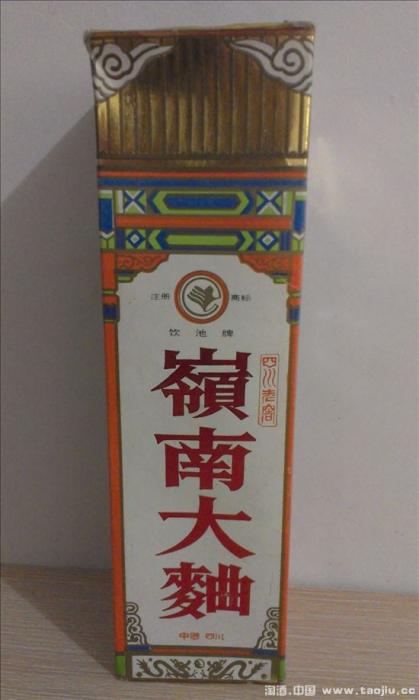 注册 商标
饮池牌
嶺南大麯
四川老窖
中国 四川
淘酒.中国 www.taojiu.cc